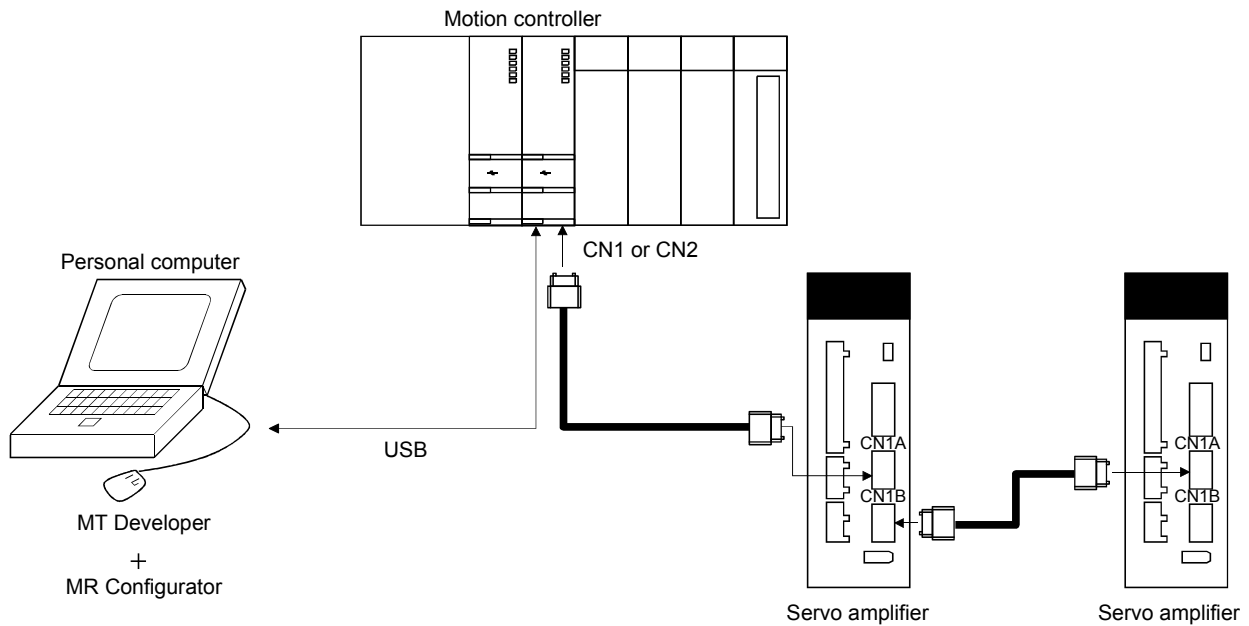 Motion controller
CN1 or CN2
Personal computer
USB
CN1A
CN1B
CN1A
CN1B
MT Developer
+
MR Configurator
Servo amplifier
Servo amplifier